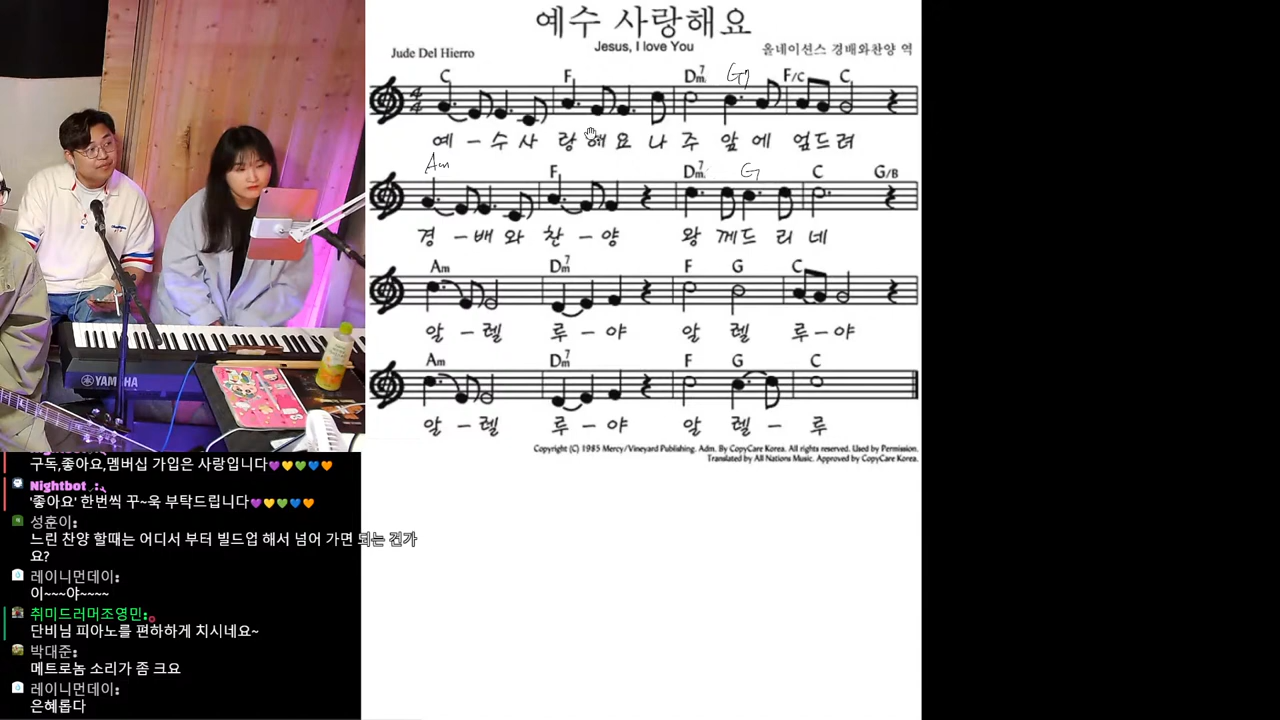 예수 사랑해요
Jesus, I love You
Jude Del Hierro
올네이션스 경배와찬양 역
C F Dm7 G7 F/C C
예 - 수 사 랑 해 요 나 주 앞 에 엎드려
Am F Dm7 G C G/B
경 - 배 와 찬 - 양 왕 께드 리 네
Am Dm7 F G C
알 - 렐 루 - 야 알 렐 루 - 야
Am Dm7 F G C
알 - 렐 루 - 야 알 렐 - 루
Copyright (C) 1985 Mercy/Vineyard Publishing. Adm. By CopyCare Korea. All rights reserved. Used by Permission.
Translated by All Nations Music. Approved by CopyCare Korea.
YAMAHA
구독,좋아요,멤버십 가입은 사랑입니다💜💛💚💙🧡
Nightbot :
'좋아요' 한번씩 꾸~욱 부탁드립니다💜💛💚💙🧡
성훈이:
느린 찬양 할때는 어디서 부터 빌드업 해서 넘어 가면 되는 건가
요?
레이니먼데이:
이~~~야~~~~
취미드러머조영민:
단비님 피아노를 편하하게 치시네요~
박대준:
메트로놈 소리가 좀 크요
레이니먼데이:
은혜롭다